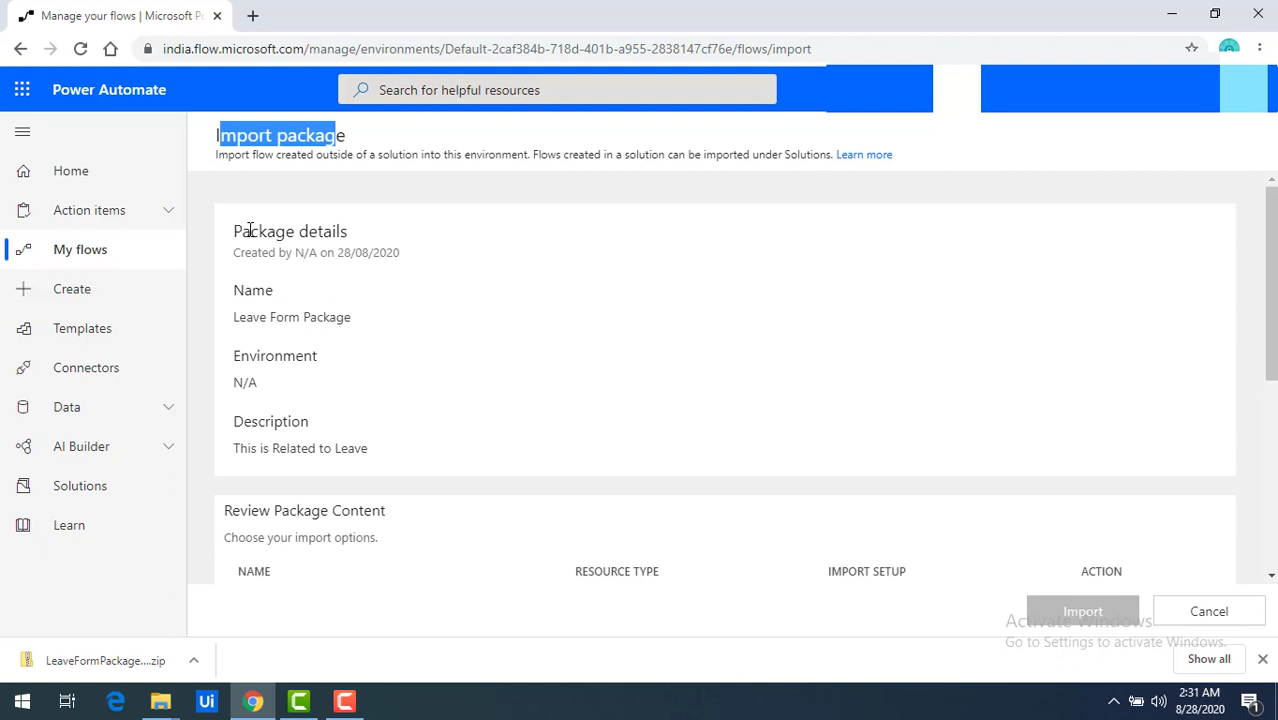 Manage your flows | Microsoft Po
india.flow.microsoft.com/manage/environments/Default-2caf384b-718d-401b-a955-2838147cf76e/flows/import
Power Automate
Search for helpful resources
Import package
Import flow created outside of a solution into this environment. Flows created in a solution can be imported under Solutions. Learn more
Home
Action items
My flows
Create
Templates
Connectors
Data
AI Builder
Solutions
Learn
Package details
Created by N/A on 28/08/2020
Name
Leave Form Package
Environment
N/A
Description
This is Related to Leave
Review Package Content
Choose your import options.
NAME RESOURCE TYPE IMPORT SETUP ACTION
Import Cancel
Activate Windows
Go to Settings to activate Windows.
LeaveFormPackage....zip
Show all
Ui
2:31 AM
8/28/2020
1